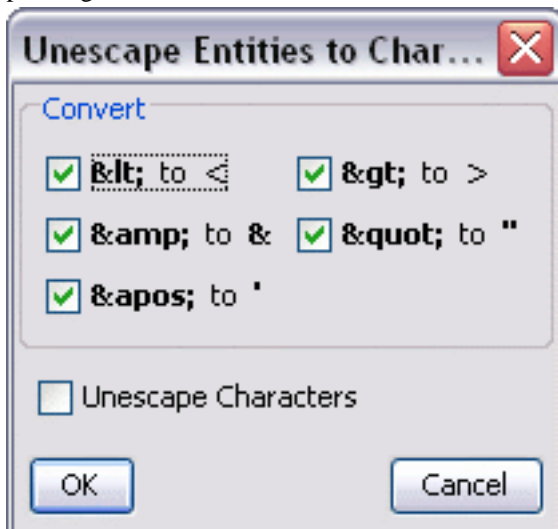 Unescape Entities to Char...
Convert
&lt; to <
&gt; to >
&amp; to &
&quot; to "
&apos; to '
Unescape Characters
OK
Cancel